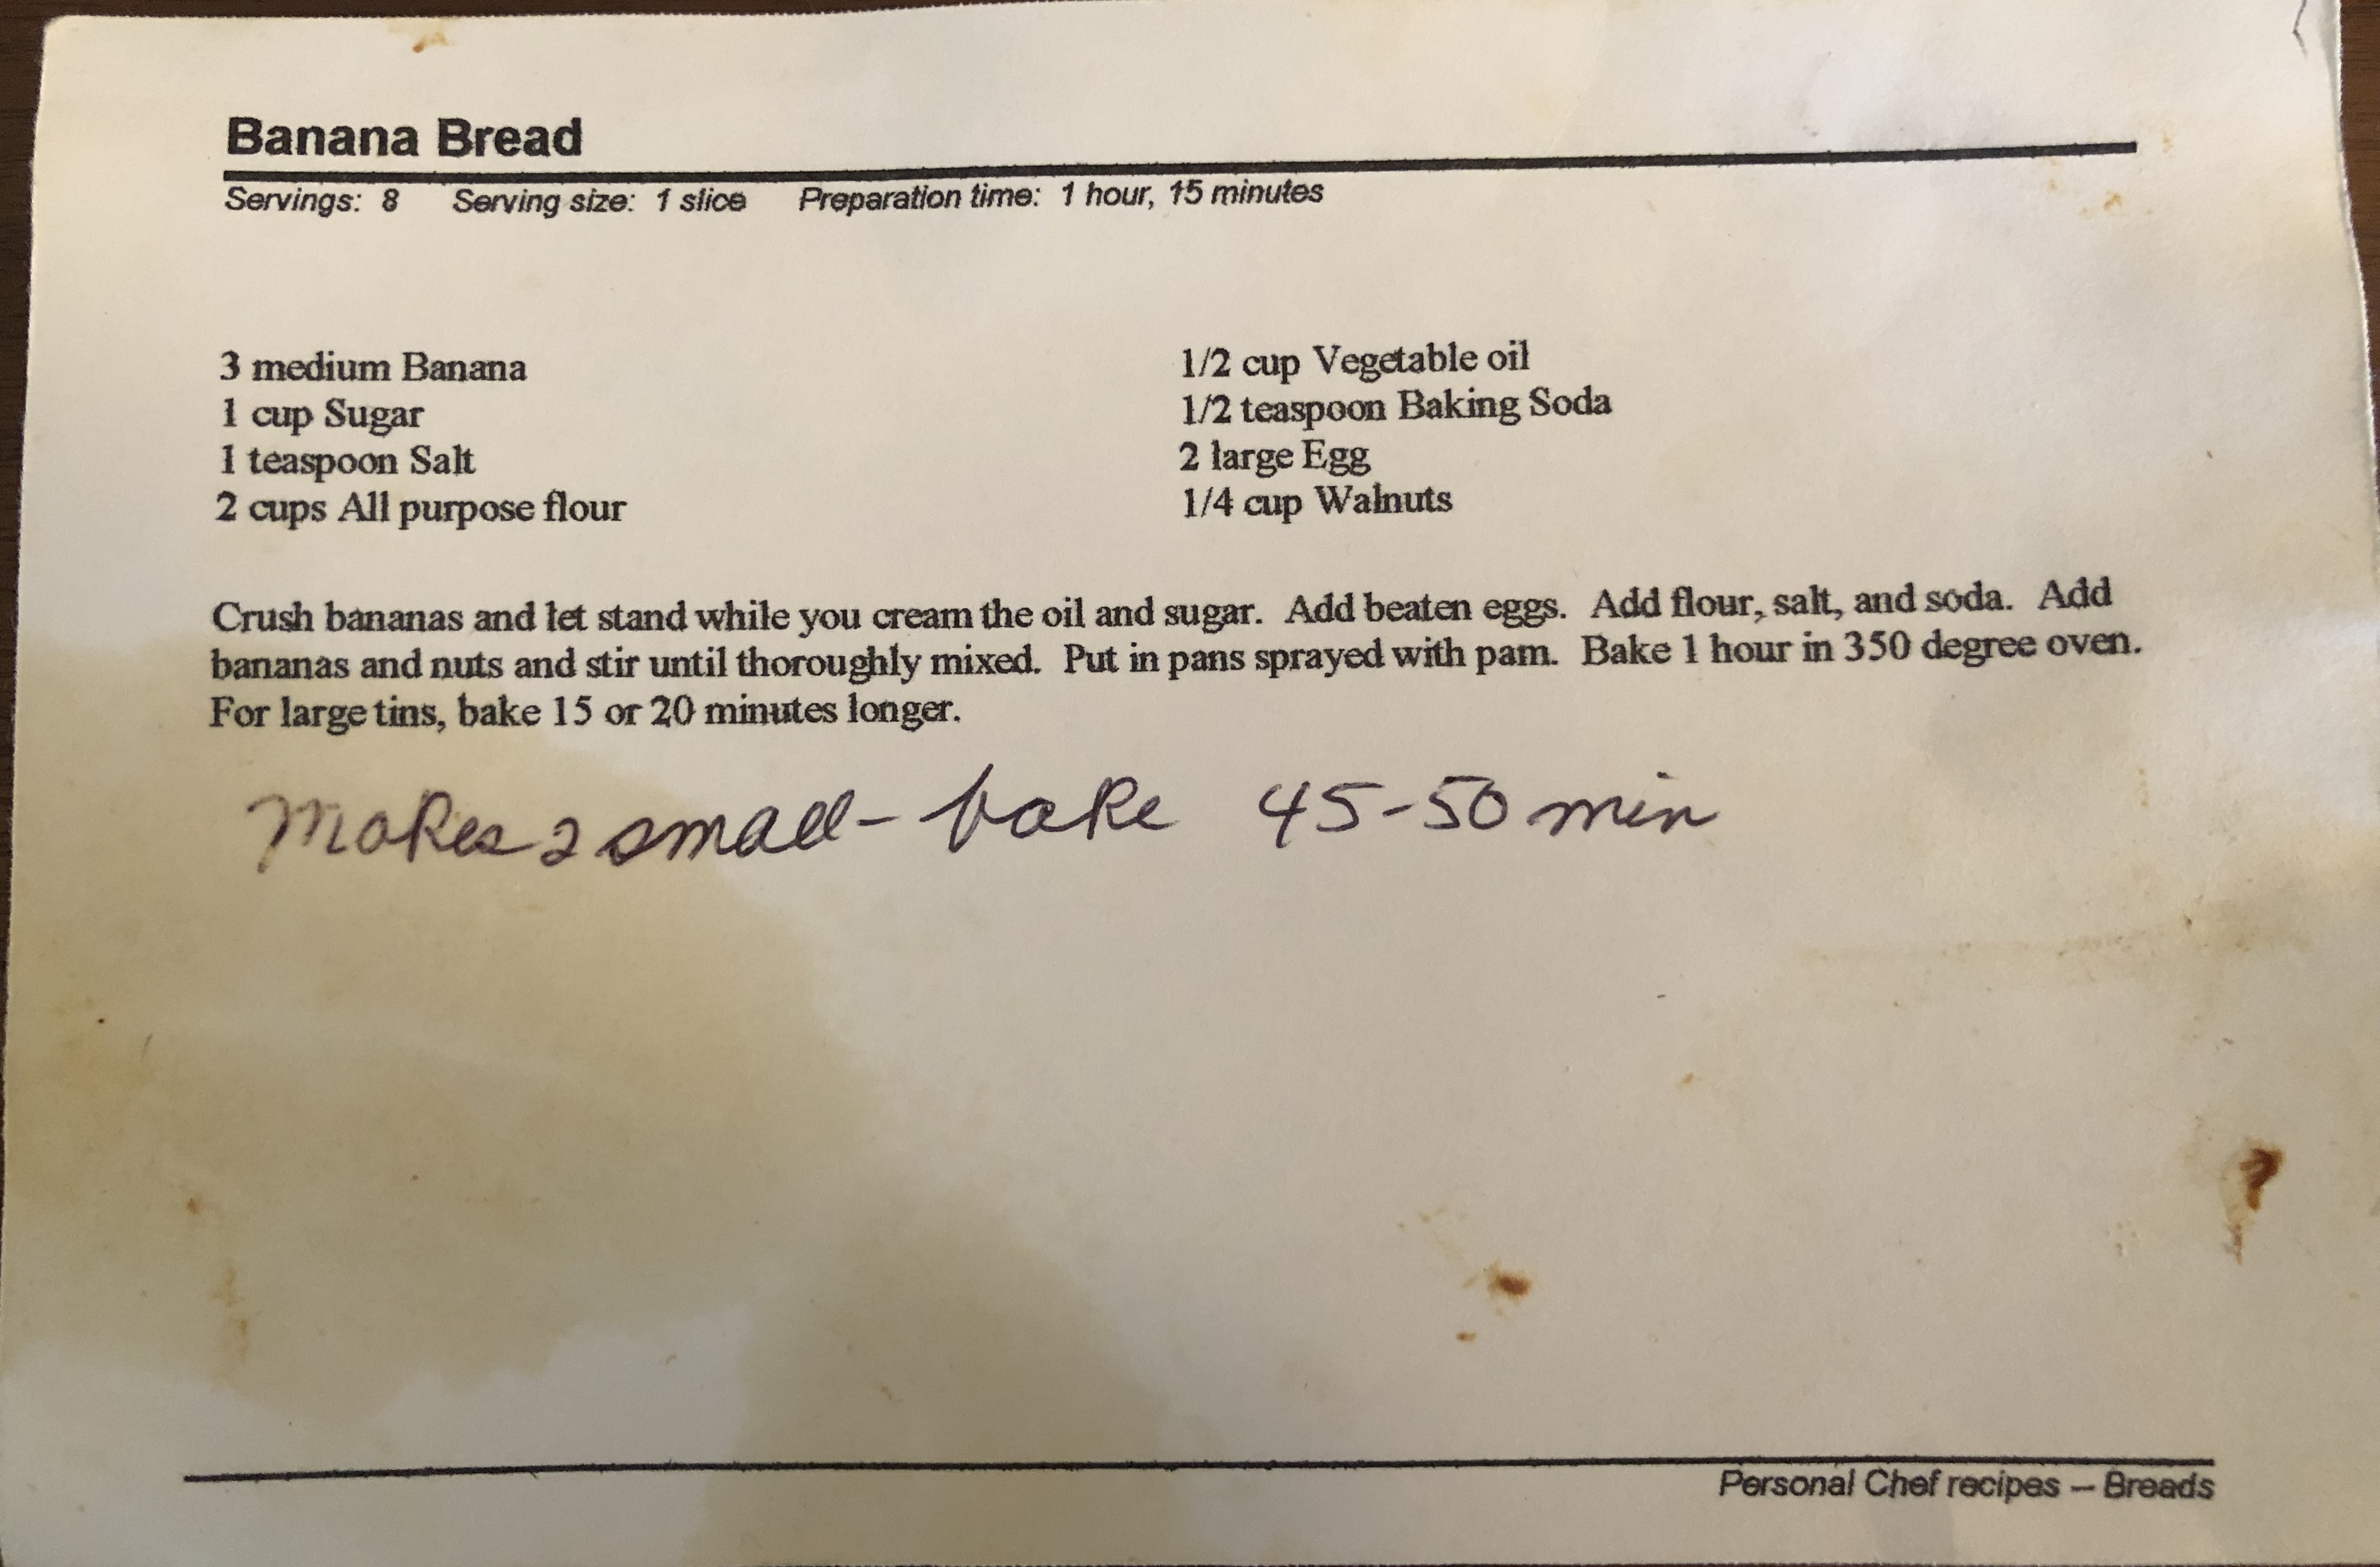 Banana Bread
Servings: 8 Serving size: 1 slice Preparation time: 1 hour, 15 minutes
3 medium Banana
1 cup Sugar
1 teaspoon Salt
2 cups All purpose flour
1/2 cup Vegetable oil
1/2 teaspoon Baking Soda
2 large Egg
1/4 cup Walnuts
Crush bananas and let stand while you cream the oil and sugar. Add beaten eggs. Add flour, salt, and soda. Add
bananas and nuts and stir until thoroughly mixed. Put in pans sprayed with pam. Bake 1 hour in 350 degree oven.
For large tins, bake 15 or 20 minutes longer.
Makes 2 small - bake 45-50 min
Personal Chef recipes – Breads